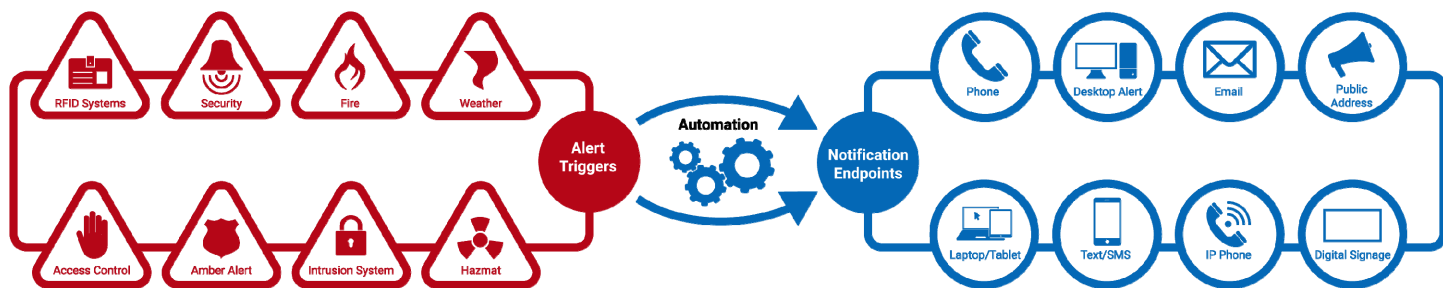 RFID Systems
Security
Fire
Weather
Alert
Triggers
Access Control
Amber Alert
Intrusion System
Hazmat
Automation
Notification
Endpoints
Phone
Desktop Alert
Email
Public
Address
Laptop/Tablet
Text/SMS
IP Phone
Digital Signage